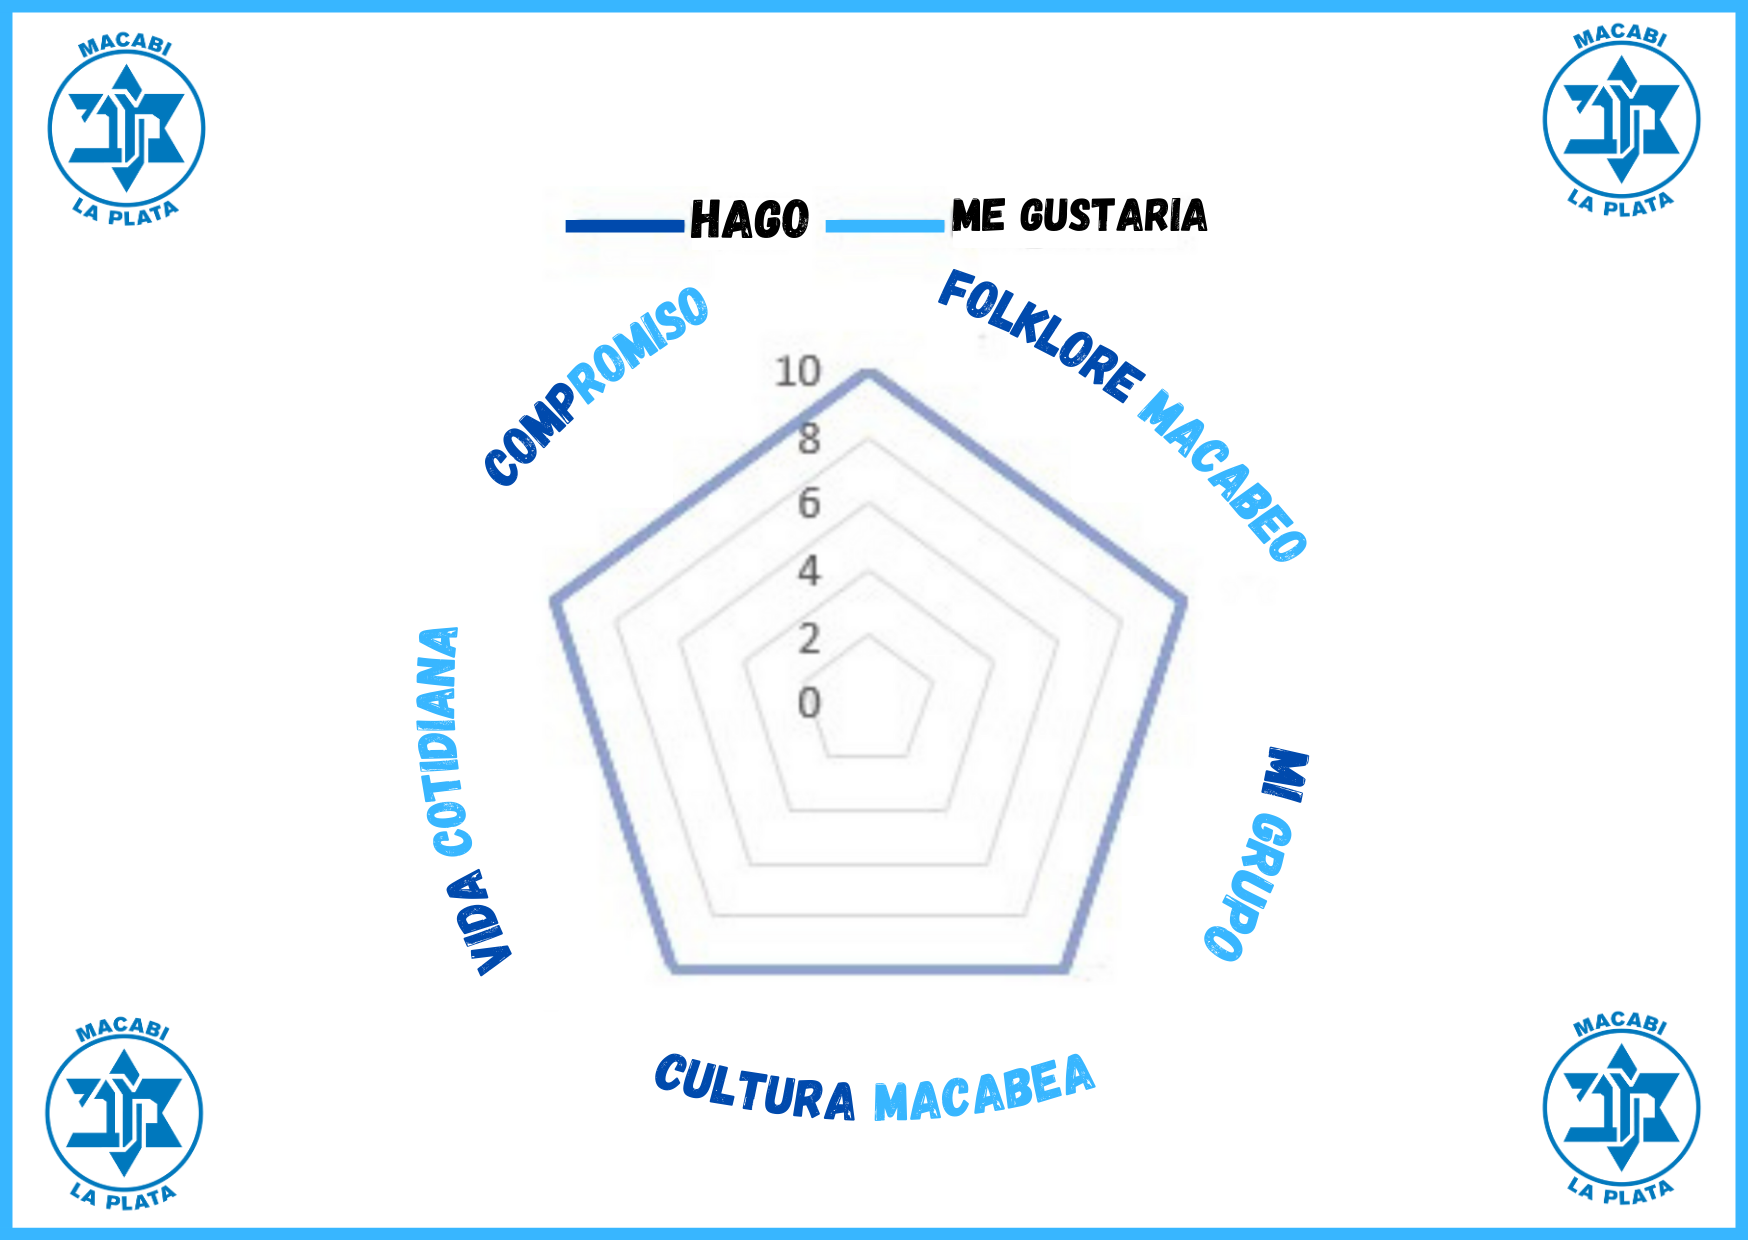 MACABI
LA PLATA
MACABI
LA PLATA
HAGO
ME GUSTARIA
COMPROMISO
FOLKLORE MACABEO
10
8
6
4
2
0
VIDA COTIDIANA
MI GRUPO
CULTURA MACABEA
MACABI
LA PLATA
MACABI
LA PLATA